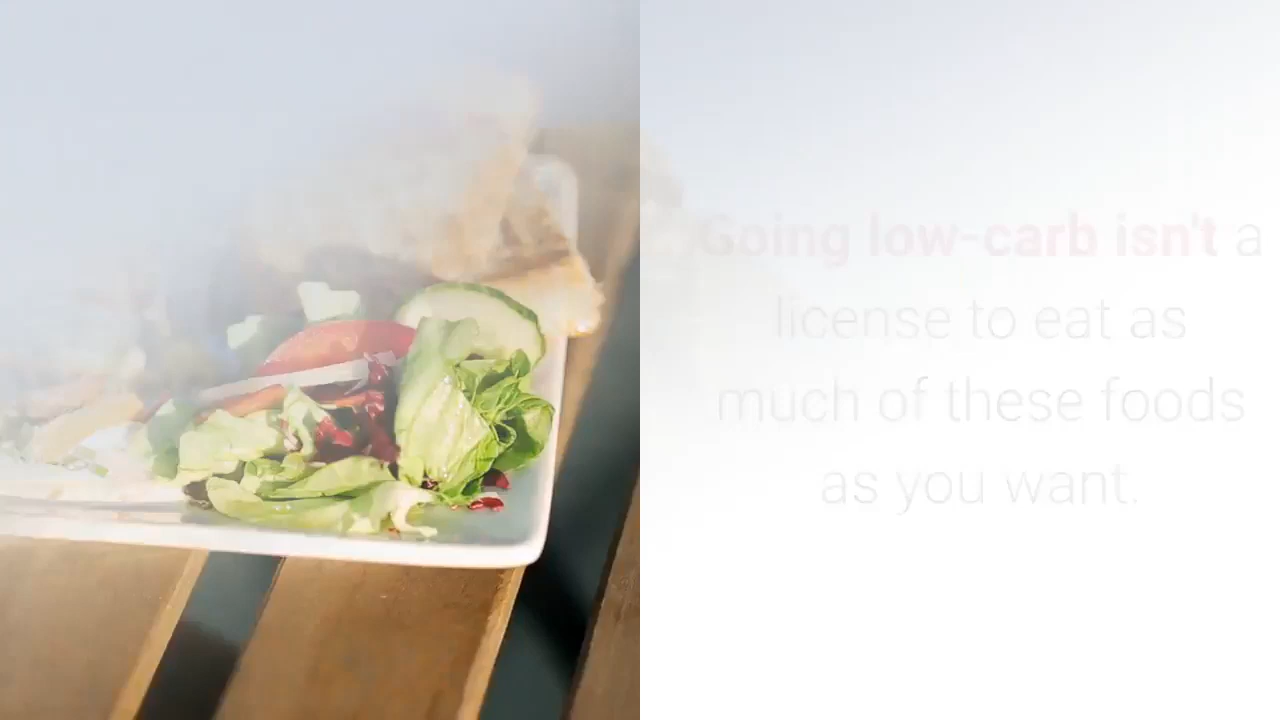 Going low-carb isn't a
license to eat as
much of these foods
as you want.